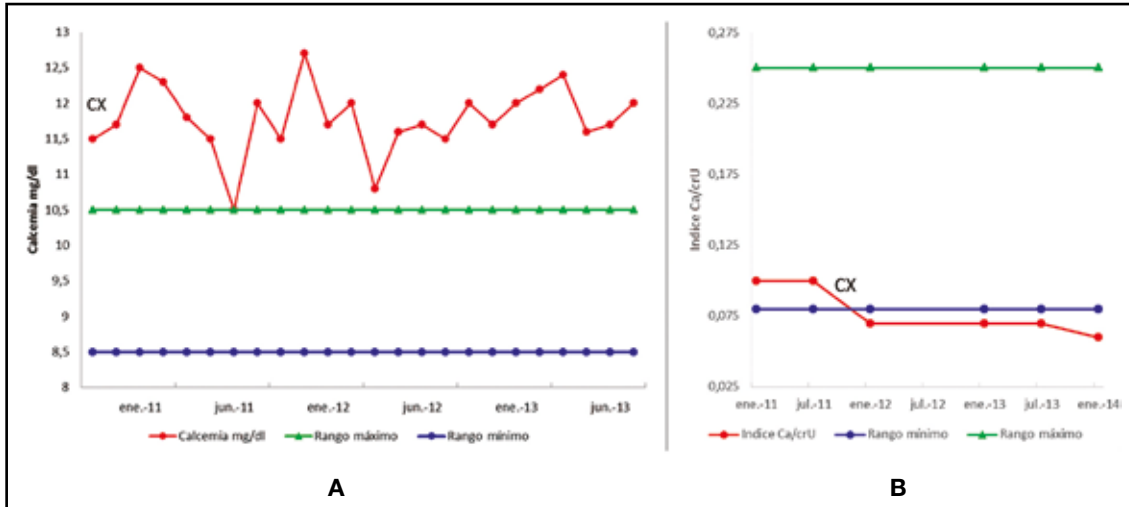 13
12,5
12
11,5
11
10,5
10
9,5
9
8,5
8
Calcemia mg/dl
CX
ene.-11 jun.-11 ene.-12 jun.-12 ene.-13 jun.-13
Calcemia mg/dl Rango máximo Rango mínimo
A
0,275
0,225
0,175
0,125
0,075
0,025
Indice Ca/crU
CX
ene.-11 jul.-11 ene.-12 jul.-12 ene.-13 jul.-13 ene.-14
Indice Ca/crU Rango mínimo Rango máximo
B